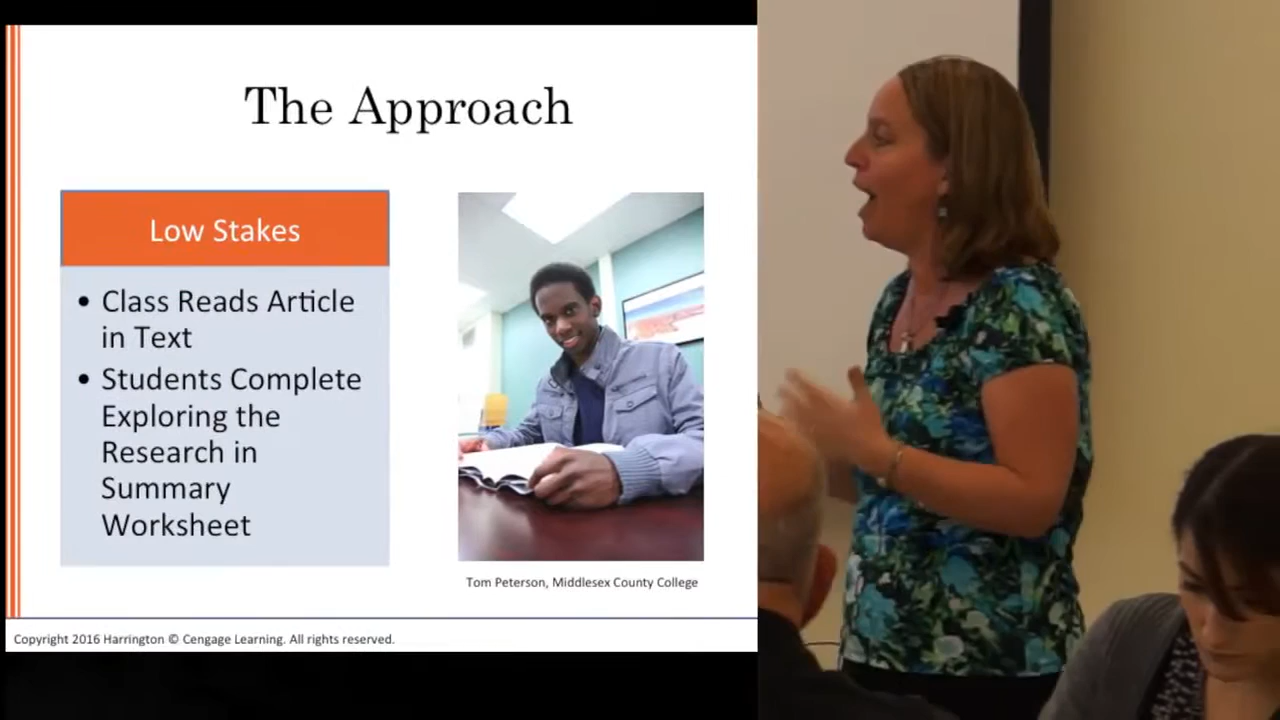 The Approach
Low Stakes
• Class Reads Article
in Text
• Students Complete
Exploring the
Research in
Summary
Worksheet
Tom Peterson, Middlesex County College
Copyright 2016 Harrington © Cengage Learning. All rights reserved.